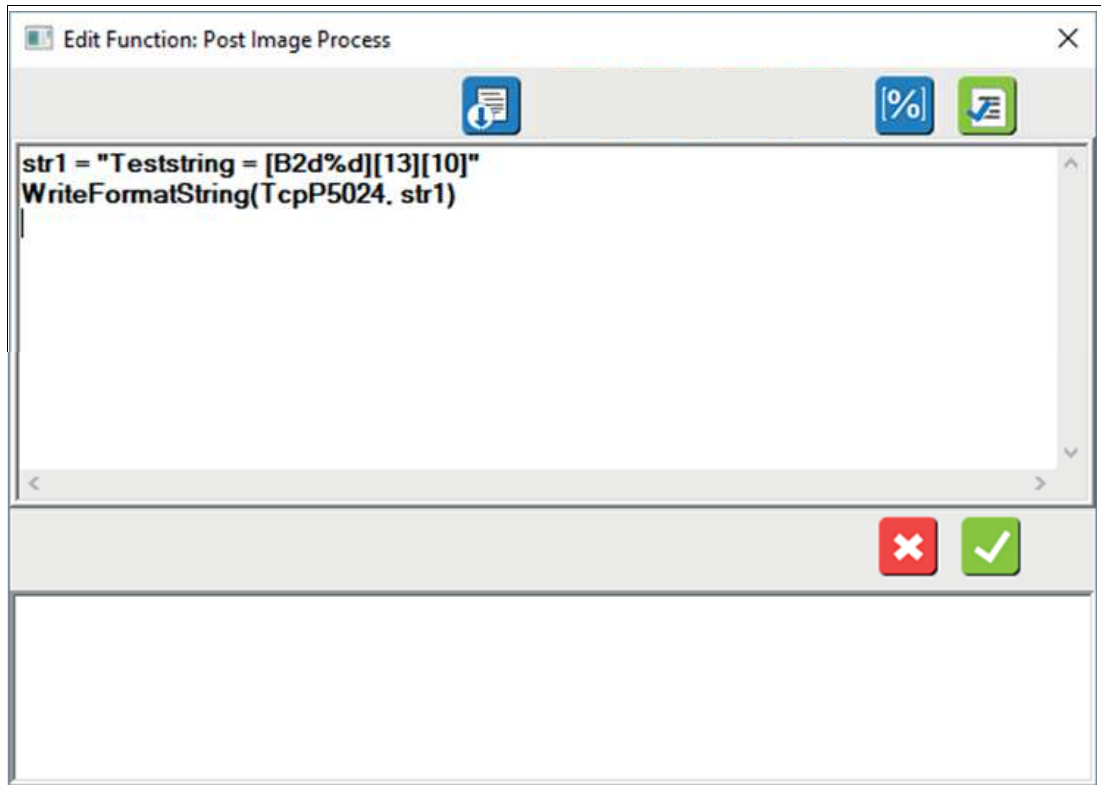 Edit Function: Post Image Process
[%]
str1 = "Teststring = [B2d%d][13][10]"
WriteFormatString(TcpP5024, str1)